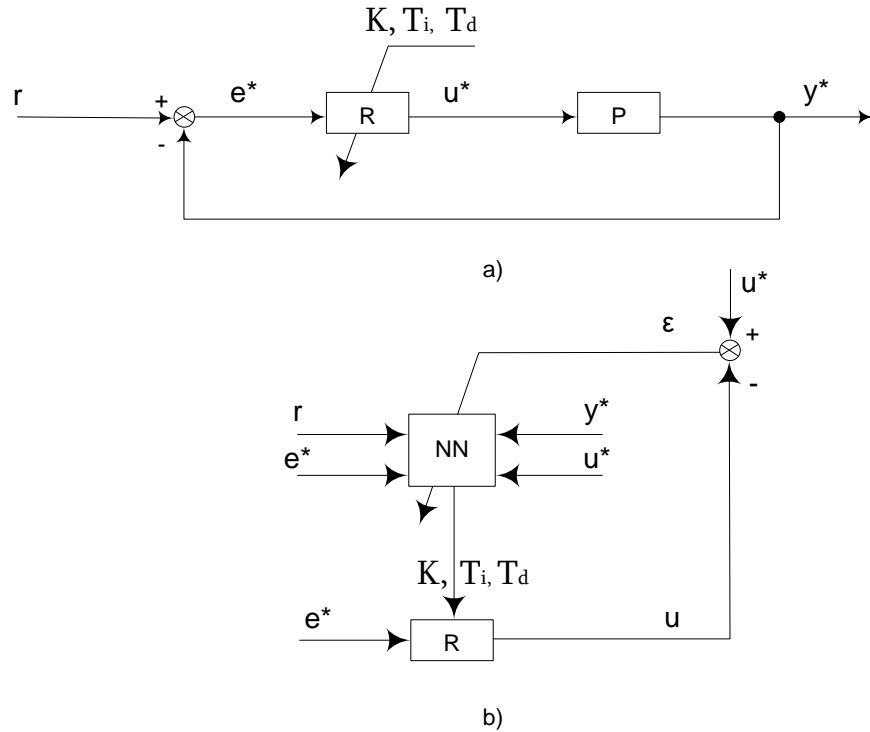 K, Ti, Td
r + e* R u* P y*
-
a)
u*
ε +
-
r NN y*
e* u*
K, Ti, Td
e* R u
b)